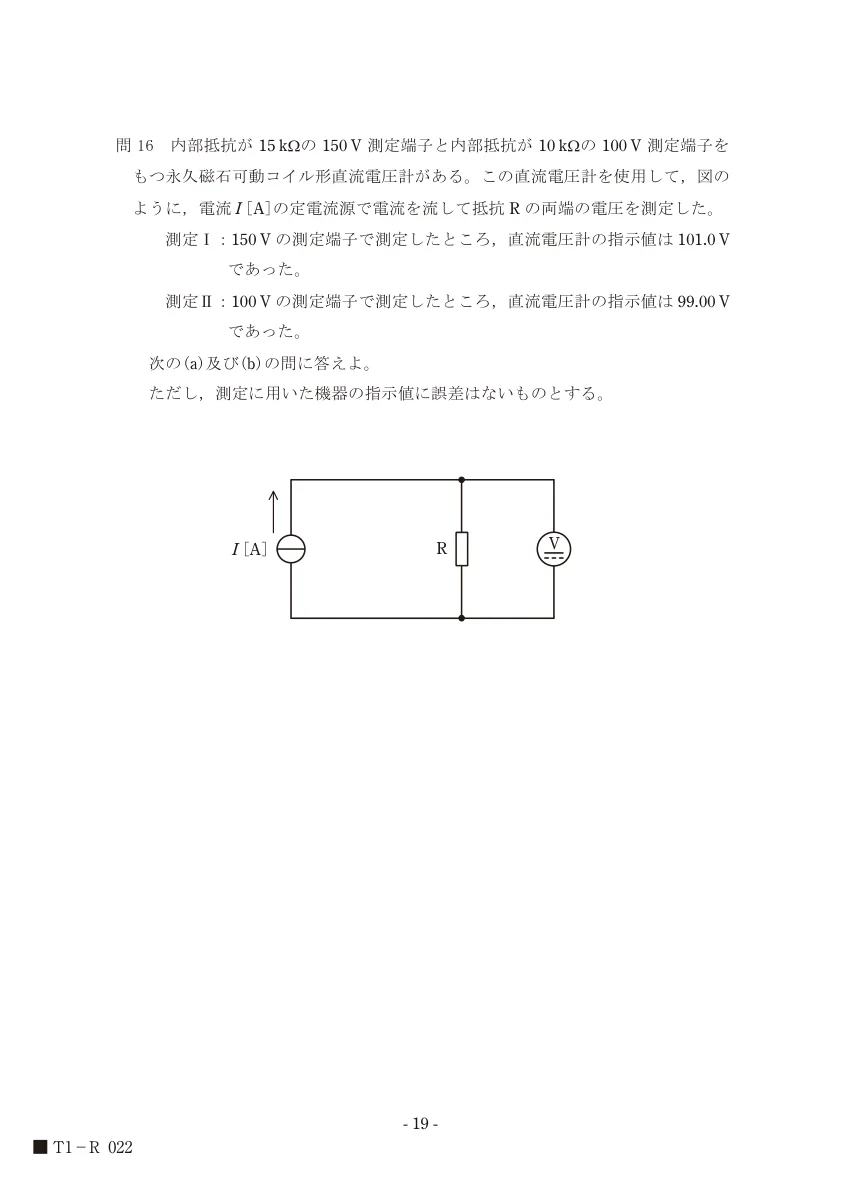 問 16 内部抵抗が 15 kΩの 150 V 測定端子と内部抵抗が 10 kΩの 100 V 測定端子を
もつ永久磁石可動コイル形直流電圧計がある。この直流電圧計を使用して，図の
ように，電流 I [A]の定電流源で電流を流して抵抗 R の両端の電圧を測定した。
測定Ⅰ：150 V の測定端子で測定したところ，直流電圧計の指示値は 101.0 V
であった。
測定Ⅱ：100 V の測定端子で測定したところ，直流電圧計の指示値は 99.00 V
であった。
次の(a)及び(b)の問に答えよ。
ただし，測定に用いた機器の指示値に誤差はないものとする。
I [A]
R
V
- 19 -
■ T1－R 022